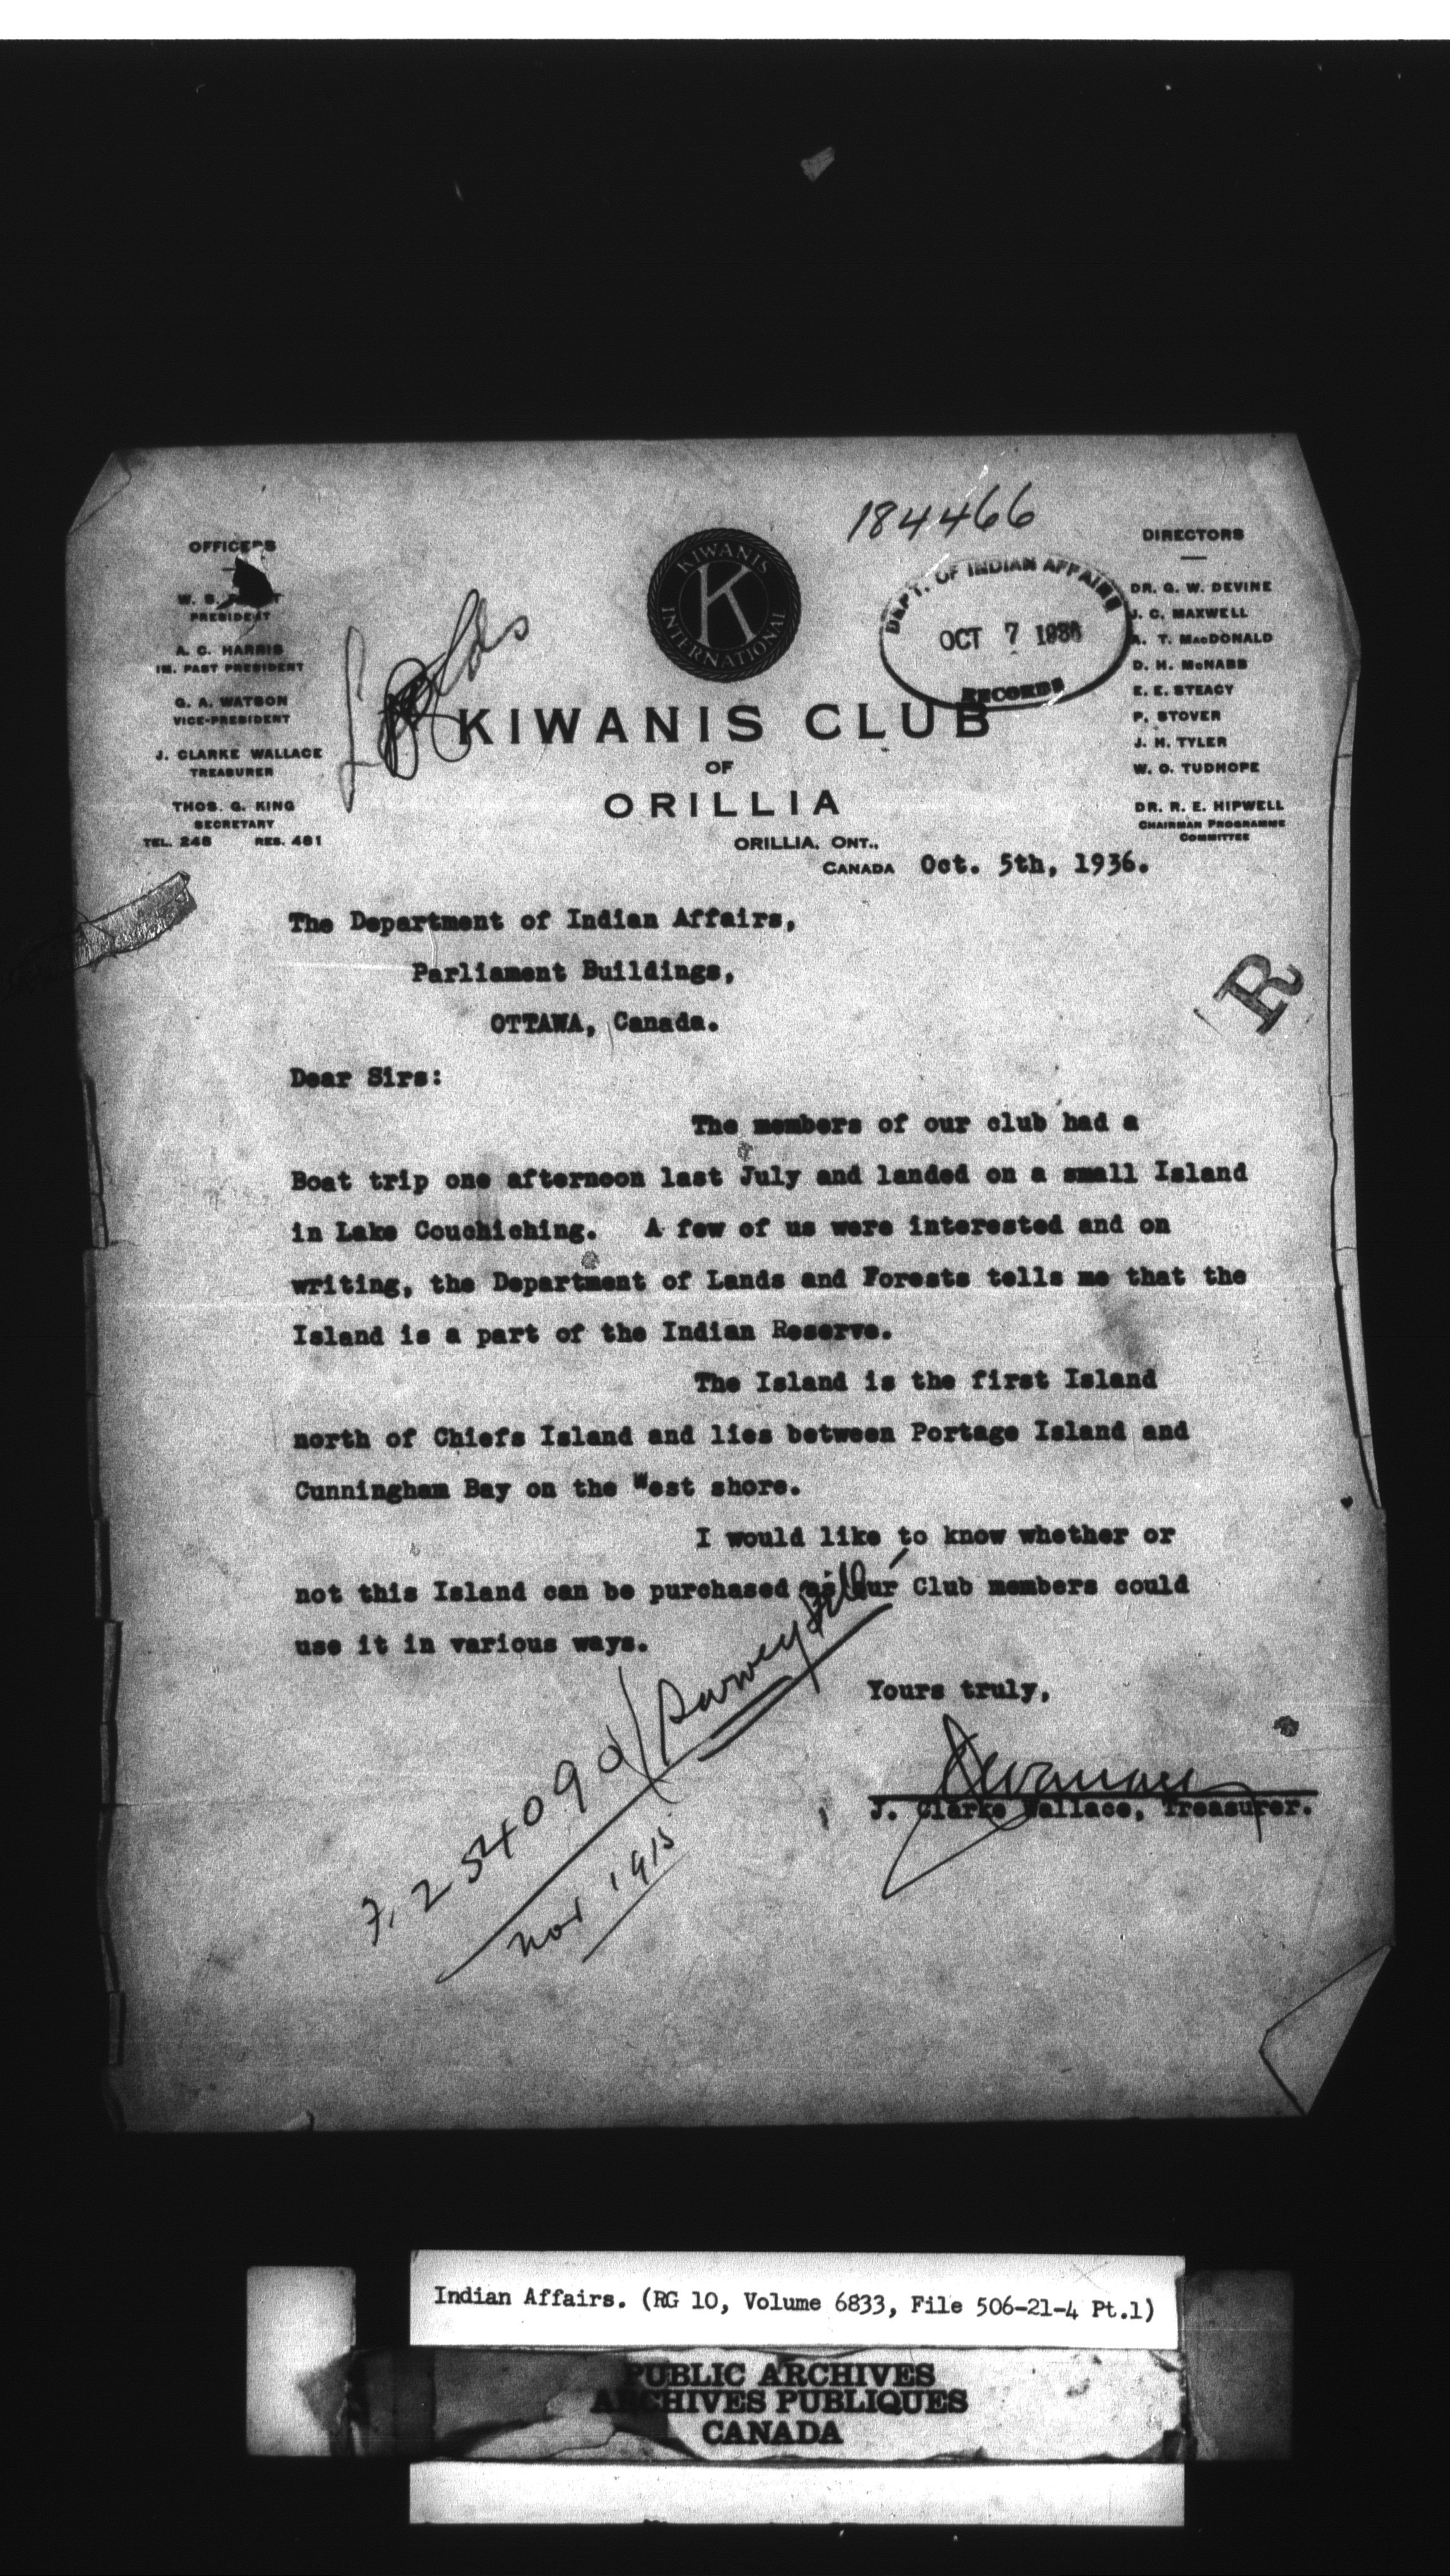 184466
OFFICERS
W. S.
PRESIDENT
A. C. HARRIS
IM. PAST PRESIDENT
G. A. WATSON
VICE-PRESIDENT
J. CLARKE WALLACE
TREASURER
THOS. G. KING
SECRETARY
TEL. 248 RES. 461
KIWANIS
K
INTERNATIONAL
DEPT. OF INDIAN AFFAIRS
OCT 7 1936
RECORDS
DIRECTORS
DR. G. W. DEVINE
J. C. MAXWELL
A. T. MacDONALD
D. H. McNABB
E. E. STEACY
P. STOVER
J. H. TYLER
W. O. TUDHOPE
DR. R. E. HIPWELL
CHAIRMAN PROGRAMME
COMMITTEE
KIWANIS CLUB
OF
ORILLIA
ORILLIA, ONT.,
CANADA Oct. 5th, 1936.
The Department of Indian Affairs,
Parliament Buildings,
OTTAWA, Canada.
R
Dear Sirs:
The members of our club had a
Boat trip one afternoon last July and landed on a small Island
in Lake Couchiching. A few of us were interested and on
writing, the Department of Lands and Forests tells me that the
Island is a part of the Indian Reserve.
The Island is the first Island
north of Chiefs Island and lies between Portage Island and
Cunningham Bay on the West shore.
I would like to know whether or
not this Island can be purchased as our Club members could
use it in various ways.
Yours truly,
J. Clarke Wallace, Treasurer.
7, 254090/ Survey
Nov 1915
Indian Affairs. (RG 10, Volume 6833, File 506-21-4 Pt.1)
PUBLIC ARCHIVES
ARCHIVES PUBLIQUES
CANADA